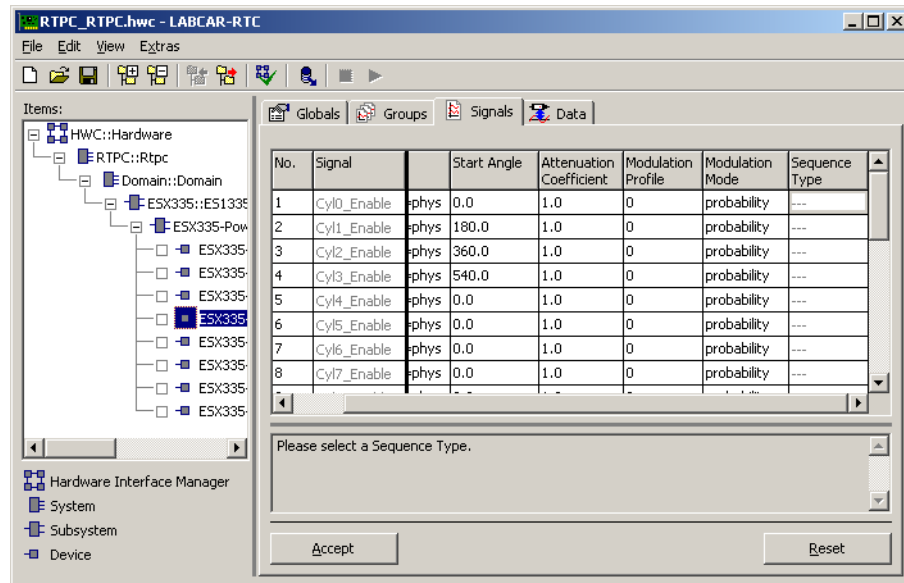 RTPC_RTPC.hwc - LABCAR-RTC
File Edit View Extras
Items:
HWC::Hardware
RTPC::Rtpc
Domain::Domain
ESX335::ES1335
ESX335-Pow
ESX335-
ESX335-
ESX335-
ESX335-
ESX335-
ESX335-
ESX335-
ESX335-
Hardware Interface Manager
System
Subsystem
Device
Globals Groups Signals Data
No. Signal Start Angle Attenuation Coefficient Modulation Profile Modulation Mode Sequence Type
1 Cyl0_Enable =phys 0.0 1.0 0 probability ---
2 Cyl1_Enable =phys 180.0 1.0 0 probability ---
3 Cyl2_Enable =phys 360.0 1.0 0 probability ---
4 Cyl3_Enable =phys 540.0 1.0 0 probability ---
5 Cyl4_Enable =phys 0.0 1.0 0 probability ---
6 Cyl5_Enable =phys 0.0 1.0 0 probability ---
7 Cyl6_Enable =phys 0.0 1.0 0 probability ---
8 Cyl7_Enable =phys 0.0 1.0 0 probability ---
Please select a Sequence Type.
Accept Reset